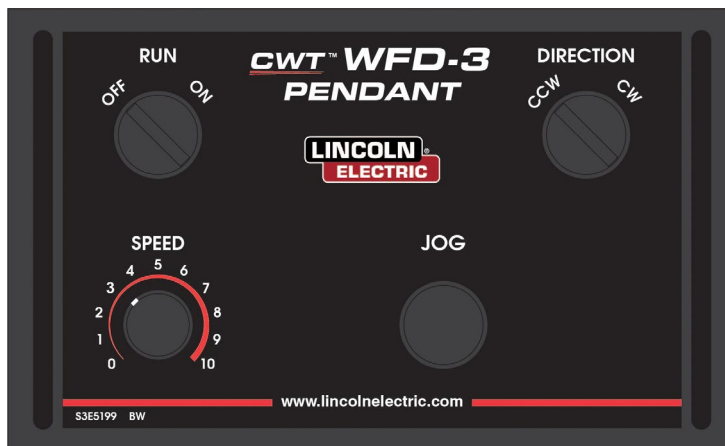 RUN
OFF ON
CWT™ WFD-3
PENDANT
LINCOLN®
ELECTRIC
DIRECTION
CCW CW
SPEED
0 1 2 3 4 5 6 7 8 9 10
JOG
www.lincolnelectric.com
S3E5199 BW